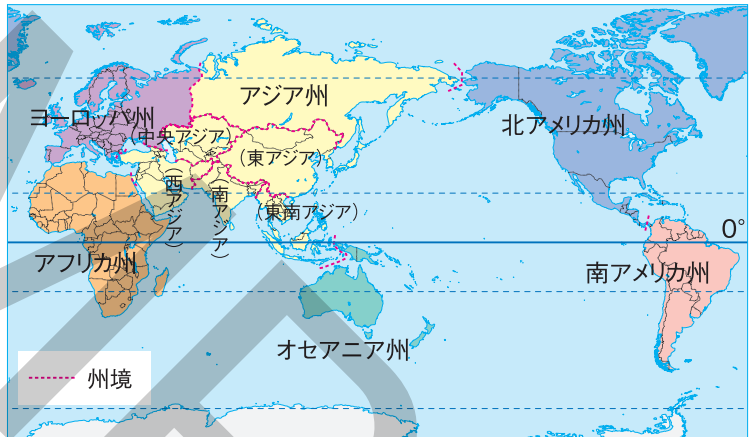 アジア州
ヨーロッパ州
北アメリカ州
(中央アジア)
(東アジア)
(西アジア)
(南アジア)
(東南アジア)
0°
アフリカ州
南アメリカ州
オセアニア州
州境